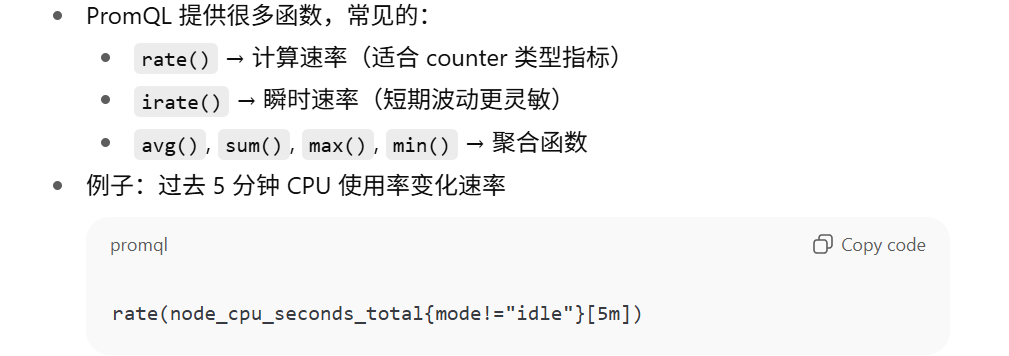 PromQL 提供很多函数，常见的：
rate() → 计算速率（适合 counter 类型指标）
irate() → 瞬时速率（短期波动更灵敏）
avg(), sum(), max(), min() → 聚合函数
例子：过去 5 分钟 CPU 使用率变化速率
promql Copy code
rate(node_cpu_seconds_total{mode!="idle"}[5m])